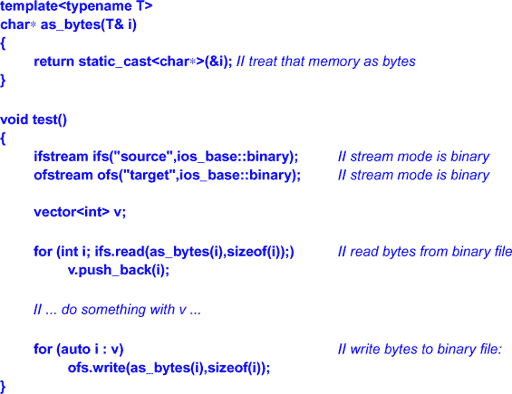 template<typename T>
char* as_bytes(T& i)
{
return static_cast<char*>(&i); // treat that memory as bytes
}
void test()
{
ifstream ifs("source",ios_base::binary); // stream mode is binary
ofstream ofs("target",ios_base::binary); // stream mode is binary
vector<int> v;
for (int i; ifs.read(as_bytes(i),sizeof(i));) // read bytes from binary file
v.push_back(i);
// ... do something with v ...
for (auto i : v) // write bytes to binary file:
ofs.write(as_bytes(i),sizeof(i));
}